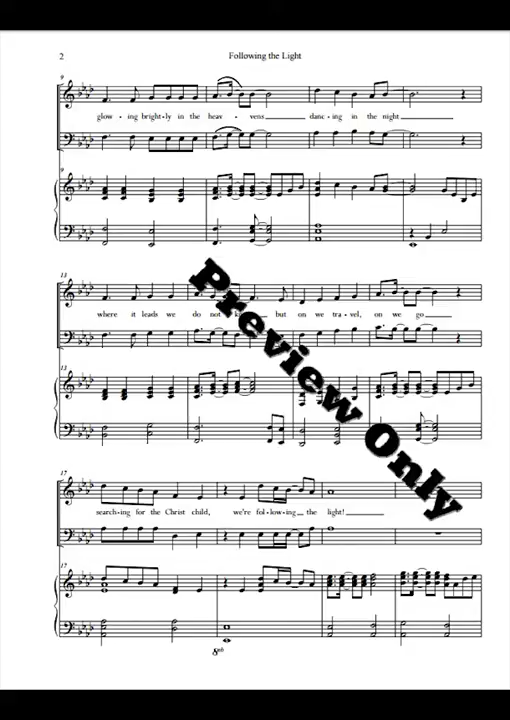 2
Following the Light
9
glow - ing bright-ly in the heav - vens danc-ing in the night
9
13
where it leads we do not but on we tra-vel, on we go
13
Preview Only
17
search-ing for the Christ child, we're fol-low-ing the light!
17
8vb